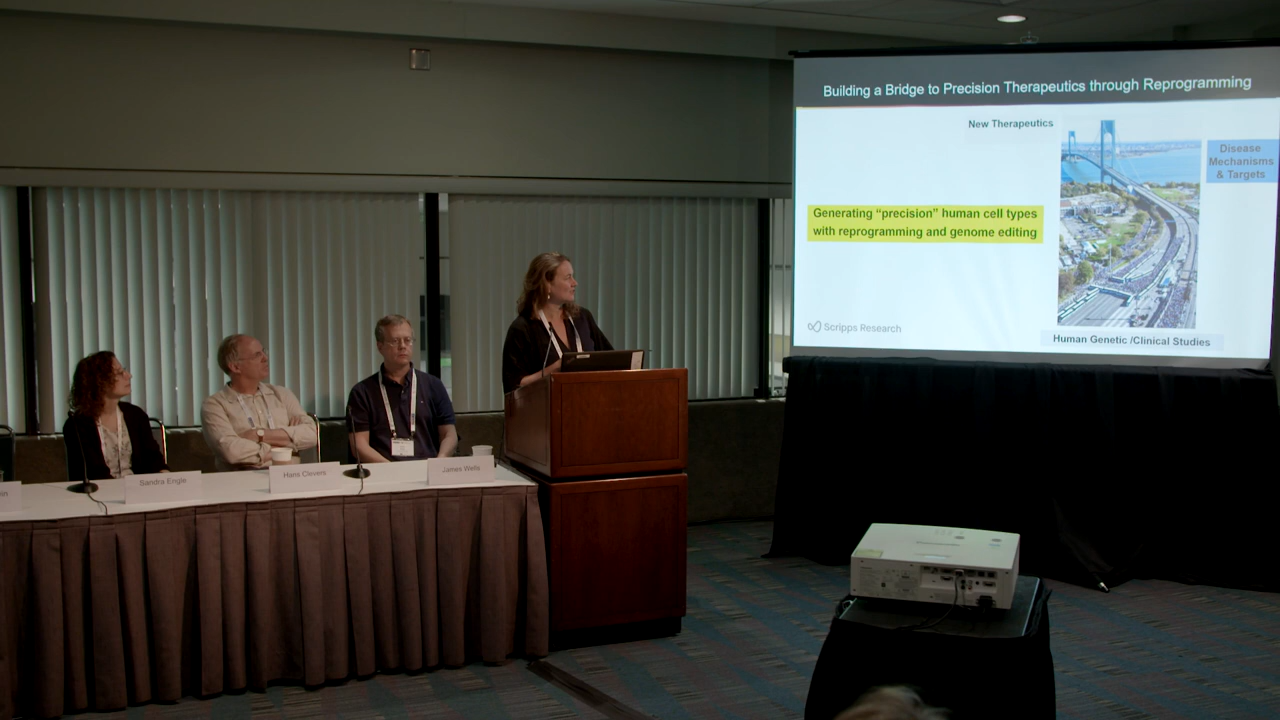 Building a Bridge to Precision Therapeutics through Reprogramming
New Therapeutics
Disease
Mechanisms
& Targets
Generating “precision” human cell types
with reprogramming and genome editing
Scripps Research
Human Genetic /Clinical Studies
Sandra Engle
Hans Clevers
James Wells